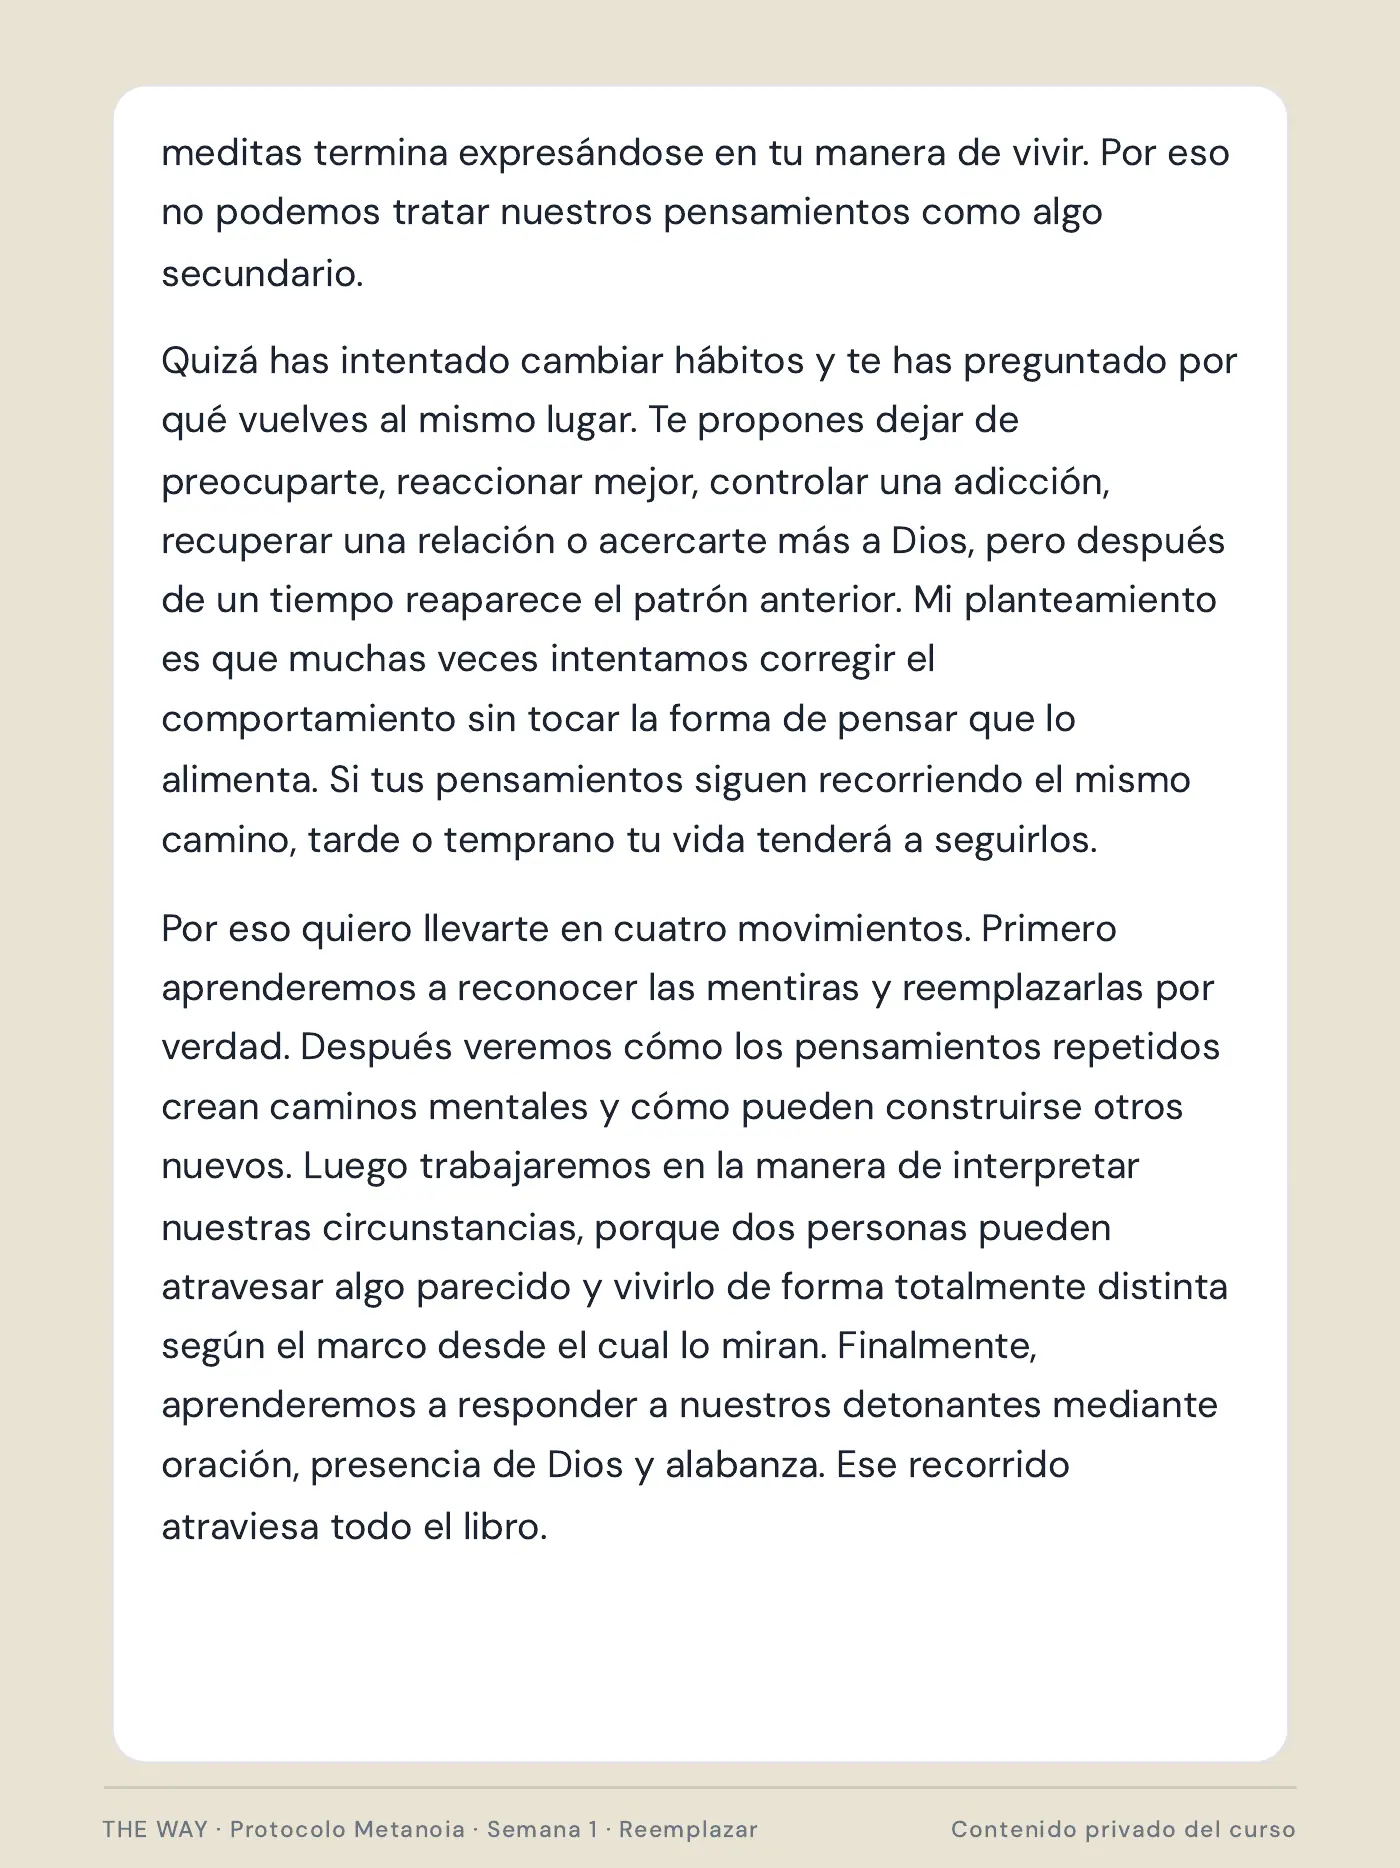 meditas termina expresándose en tu manera de vivir. Por eso
no podemos tratar nuestros pensamientos como algo
secundario.
Quizá has intentado cambiar hábitos y te has preguntado por
qué vuelves al mismo lugar. Te propones dejar de
preocuparte, reaccionar mejor, controlar una adicción,
recuperar una relación o acercarte más a Dios, pero después
de un tiempo reaparece el patrón anterior. Mi planteamiento
es que muchas veces intentamos corregir el
comportamiento sin tocar la forma de pensar que lo
alimenta. Si tus pensamientos siguen recorriendo el mismo
camino, tarde o temprano tu vida tenderá a seguirlos.
Por eso quiero llevarte en cuatro movimientos. Primero
aprenderemos a reconocer las mentiras y reemplazarlas por
verdad. Después veremos cómo los pensamientos repetidos
crean caminos mentales y cómo pueden construirse otros
nuevos. Luego trabajaremos en la manera de interpretar
nuestras circunstancias, porque dos personas pueden
atravesar algo parecido y vivirlo de forma totalmente distinta
según el marco desde el cual lo miran. Finalmente,
aprenderemos a responder a nuestros detonantes mediante
oración, presencia de Dios y alabanza. Ese recorrido
atraviesa todo el libro.
THE WAY · Protocolo Metanoia · Semana 1 · Reemplazar
Contenido privado del curso